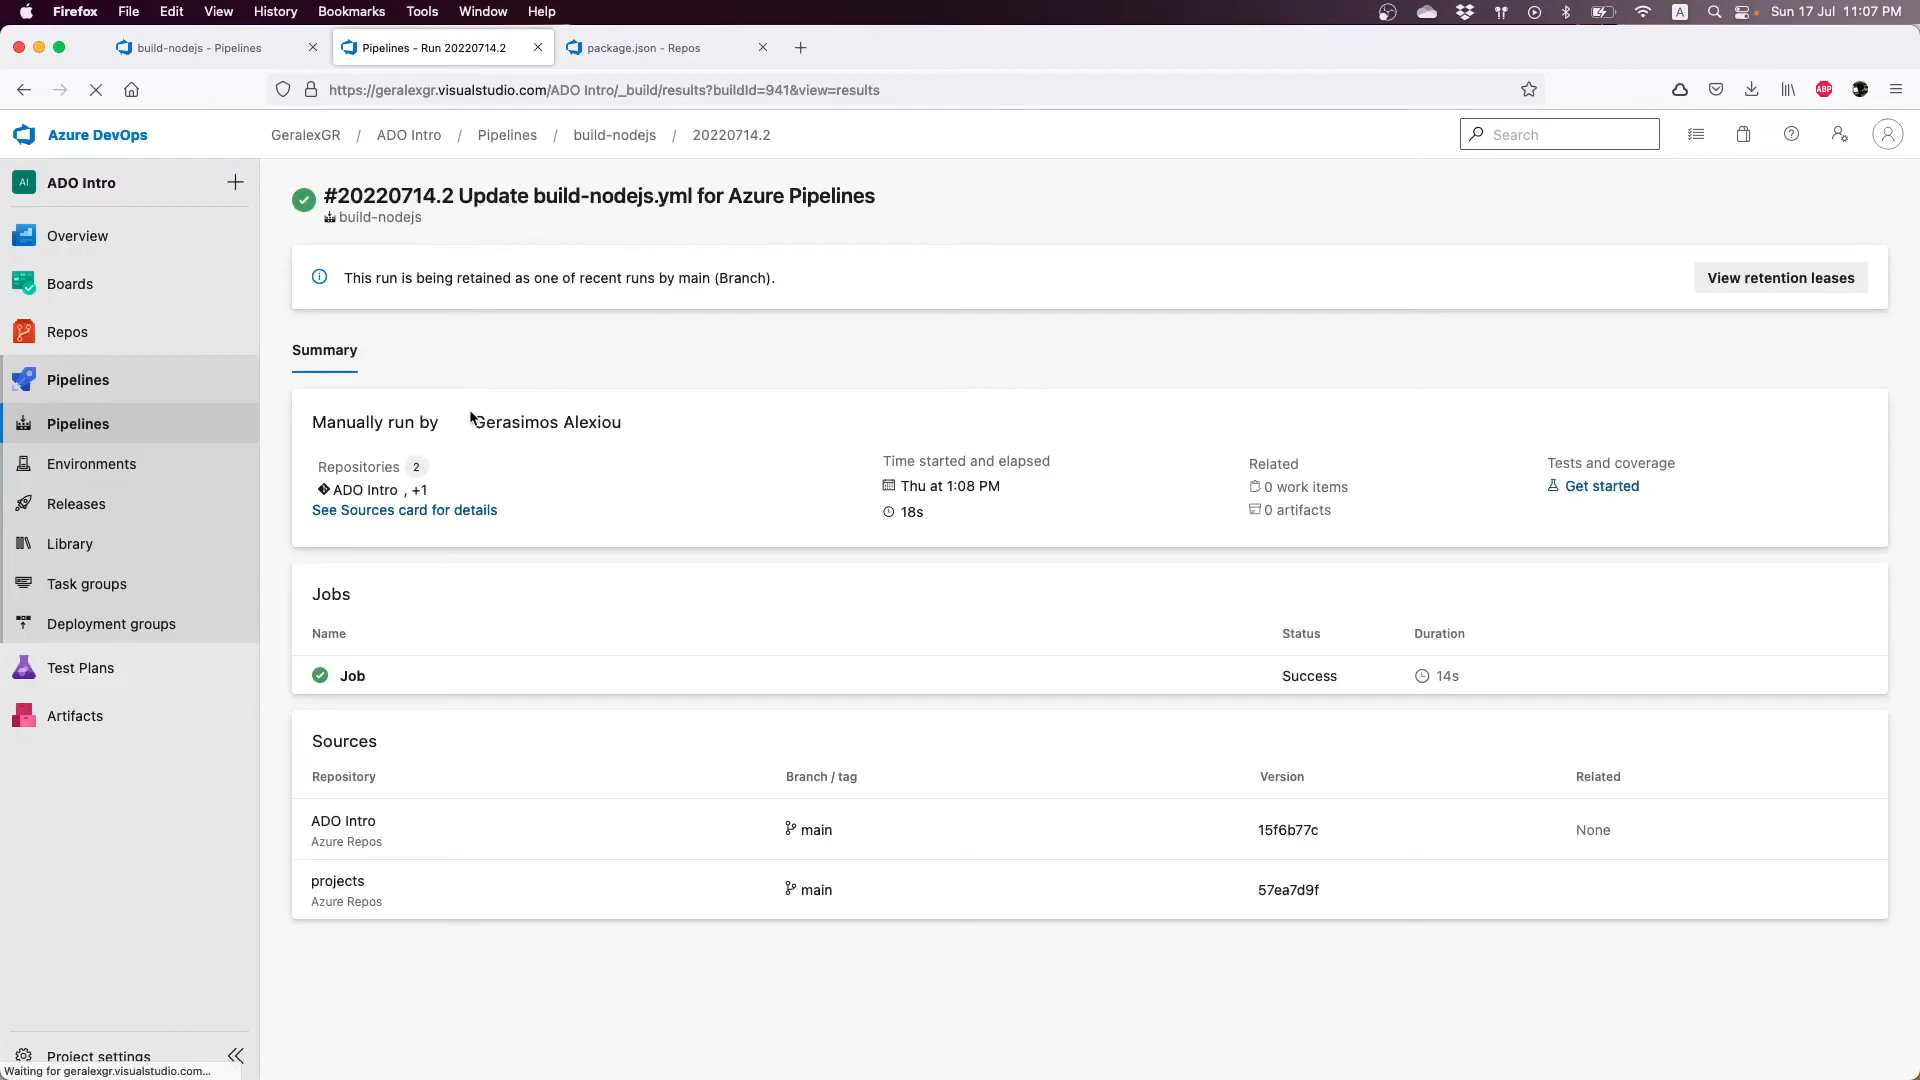 Firefox File Edit View History Bookmarks Tools Window Help A Sun 17 Jul 11:07 PM
build-nodejs - Pipelines Pipelines - Run 20220714.2 package.json - Repos
https://geralexgr.visualstudio.com/ADO Intro/_build/results?buildId=941&view=results ABP
Azure DevOps GeralexGR / ADO Intro / Pipelines / build-nodejs / 20220714.2 Search
AI ADO Intro
Overview
Boards
Repos
Pipelines
Pipelines
Environments
Releases
Library
Task groups
Deployment groups
Test Plans
Artifacts
Project settings
Waiting for geralexgr.visualstudio.com...
#20220714.2 Update build-nodejs.yml for Azure Pipelines
build-nodejs
This run is being retained as one of recent runs by main (Branch). View retention leases
Summary
Manually run by Gerasimos Alexiou
Repositories 2 Time started and elapsed Related Tests and coverage
ADO Intro , +1 Thu at 1:08 PM 0 work items Get started
See Sources card for details 18s 0 artifacts
Jobs
Name Status Duration
Job Success 14s
Sources
Repository Branch / tag Version Related
ADO Intro main 15f6b77c None
Azure Repos
projects main 57ea7d9f
Azure Repos